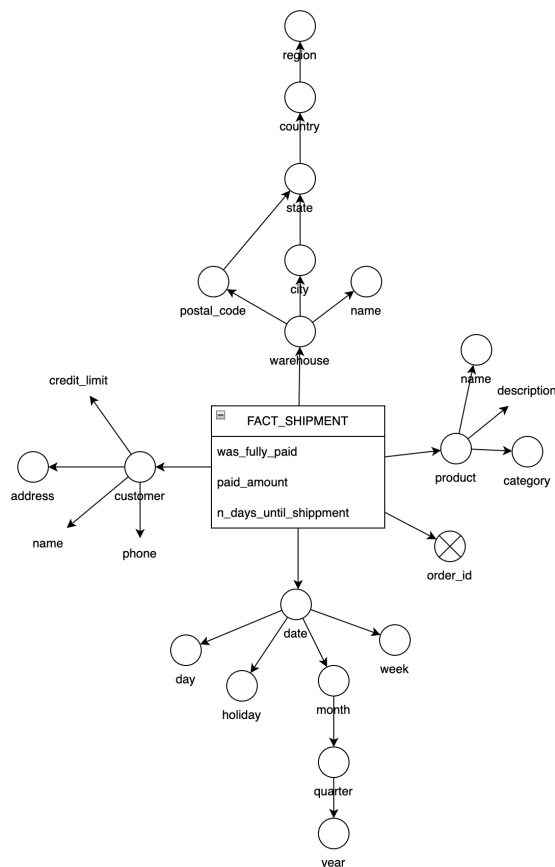 region
country
state
city
postal_code
name
warehouse
name
credit_limit
description
FACT_SHIPMENT
was_fully_paid
paid_amount
n_days_until_shippment
product
category
address
customer
name
phone
order_id
date
day
week
holiday
month
quarter
year